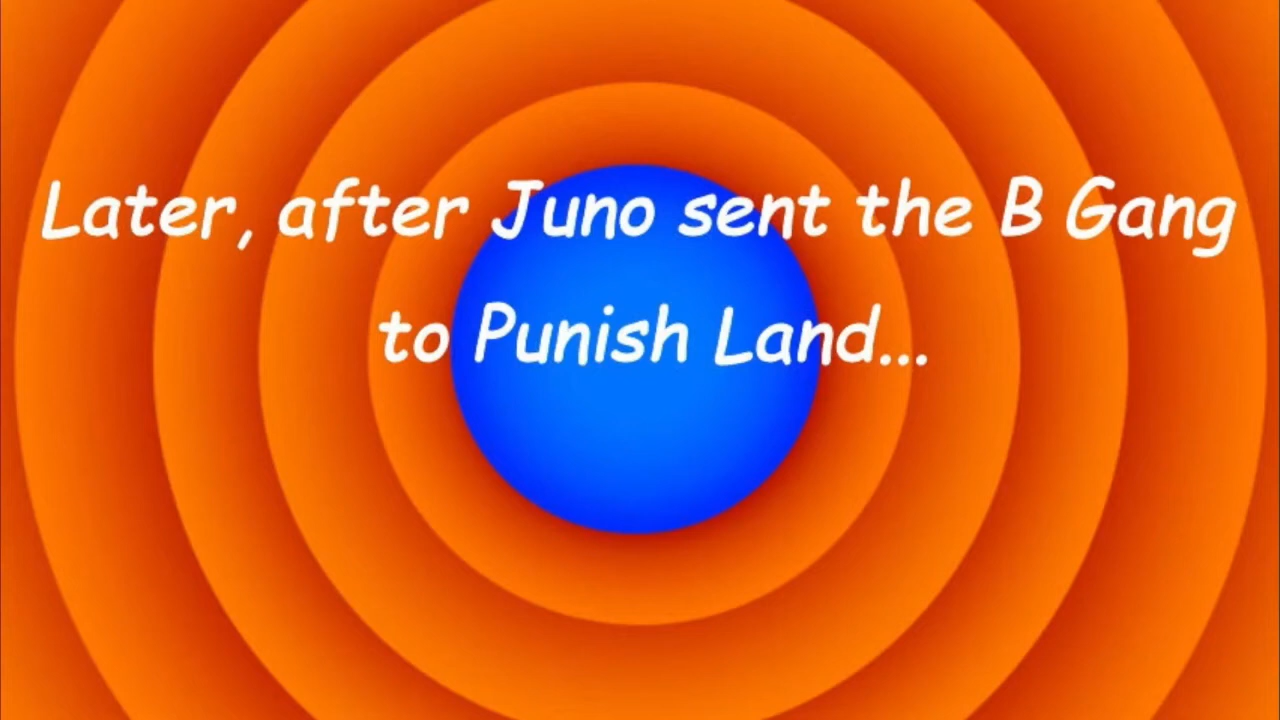 Later, after Juno sent the B Gang
to Punish Land...